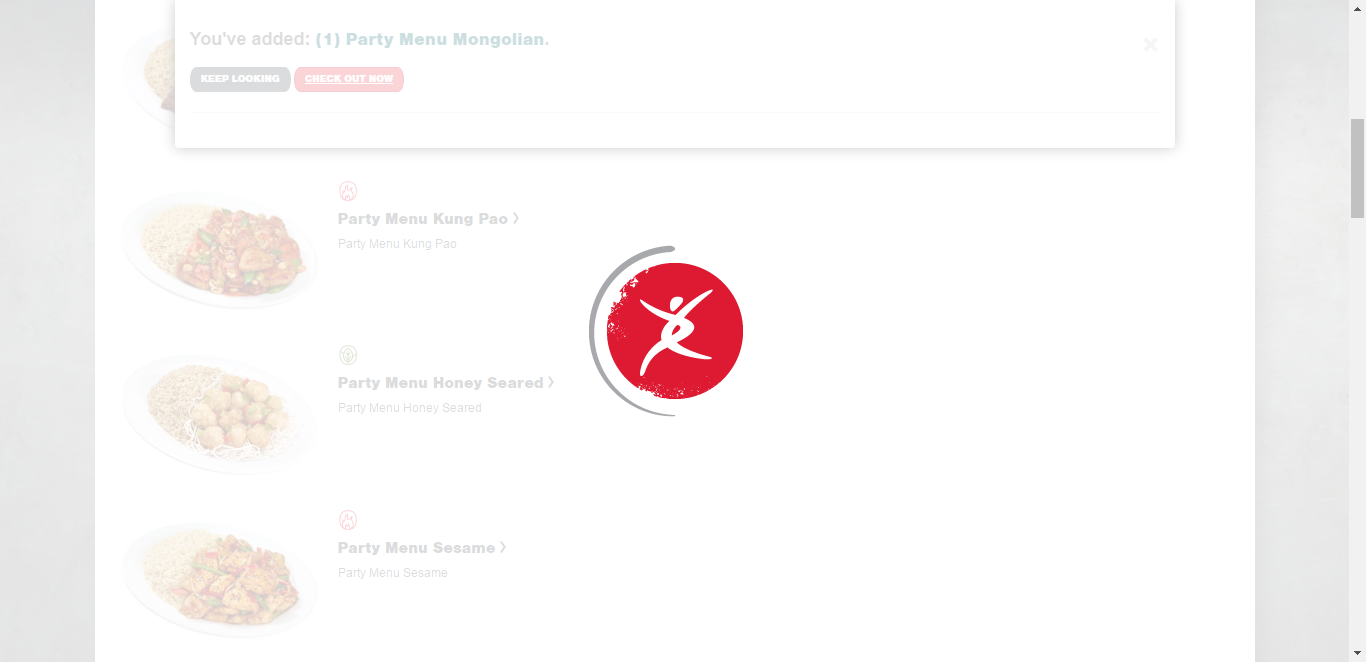 You've added: (1) Party Menu Mongolian.
KEEP LOOKING
CHECK OUT NOW
Party Menu Kung Pao
Party Menu Kung Pao
Party Menu Honey Seared
Party Menu Honey Seared
Party Menu Sesame
Party Menu Sesame